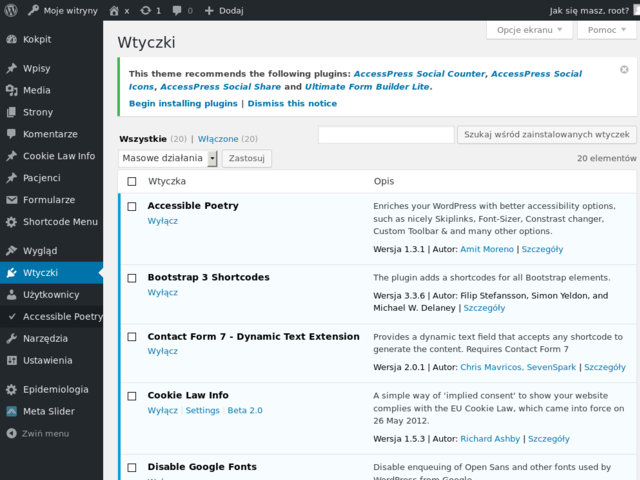 Moje witryny x 1 0 + Dodaj Jak się masz, root?
Kokpit
Wpisy
Media
Strony
Komentarze
Cookie Law Info
Pacjenci
Formularze
Shortcode Menu
Wygląd
Wtyczki
Użytkownicy
Accessible Poetry
Narzędzia
Ustawienia
Epidemiologia
Meta Slider
Zwiń menu
Opcje ekranu Pomoc
Wtyczki
This theme recommends the following plugins: AccessPress Social Counter, AccessPress Social
Icons, AccessPress Social Share and Ultimate Form Builder Lite.
Begin installing plugins | Dismiss this notice
Wszystkie (20) | Włączone (20)
Szukaj wśród zainstalowanych wtyczek
Masowe działania Zastosuj
20 elementów
Wtyczka Opis
Accessible Poetry
Wyłącz
Enriches your WordPress with better accessibility options,
such as nicely Skiplinks, Font-Sizer, Constrast changer,
Custom Toolbar & and many other options.
Wersja 1.3.1 | Autor: Amit Moreno | Szczegóły
Bootstrap 3 Shortcodes
Wyłącz
The plugin adds a shortcodes for all Bootstrap elements.
Wersja 3.3.6 | Autor: Filip Stefansson, Simon Yeldon, and
Michael W. Delaney | Szczegóły
Contact Form 7 - Dynamic Text Extension
Wyłącz
Provides a dynamic text field that accepts any shortcode to
generate the content. Requires Contact Form 7
Wersja 2.0.1 | Autor: Chris Mavricos, SevenSpark | Szczegóły
Cookie Law Info
Wyłącz | Settings | Beta 2.0
A simple way of 'implied consent' to show your website
complies with the EU Cookie Law, which came into force on
26 May 2012.
Wersja 1.5.3 | Autor: Richard Ashby | Szczegóły
Disable Google Fonts
Disable enqueuing of Open Sans and other fonts used by
WordPress from Google.